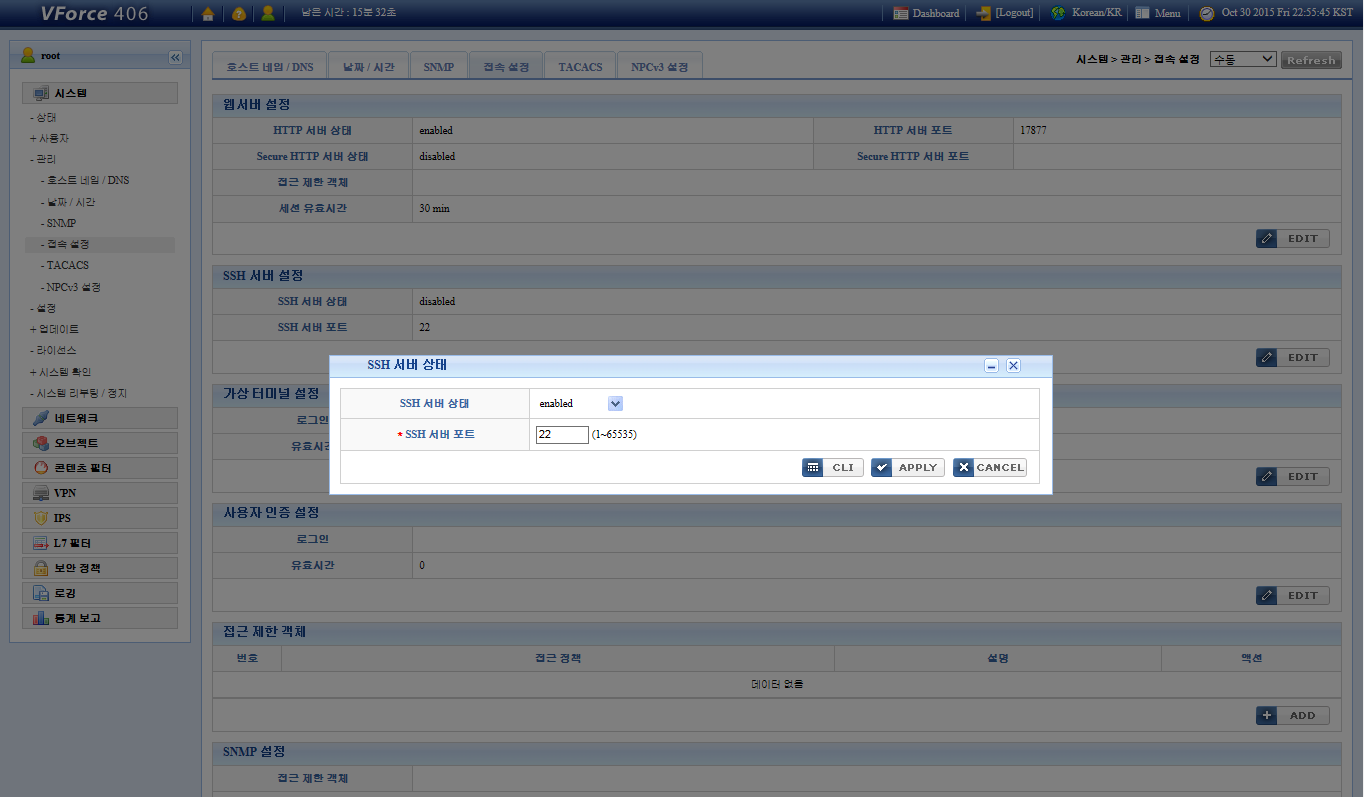 VForce 406 남은 시간 : 15분 32초 Dashboard [Logout] Korean/KR Menu Oct 30 2015 Fri 22:55:45 KST
root
시스템
- 상태
+ 사용자
- 관리
- 호스트 네임 / DNS
- 날짜 / 시간
- SNMP
- 접속 설정
- TACACS
- NPCv3 설정
- 설정
+ 업데이트
- 라이선스
+ 시스템 확인
- 시스템 리부팅 / 정지
네트워크
오브젝트
콘텐츠 필터
VPN
IPS
L7 필터
보안 정책
로깅
통계 보고
호스트 네임 / DNS 날짜 / 시간 SNMP 접속 설정 TACACS NPCv3 설정
시스템 > 관리 > 접속 설정 수동 Refresh
웹서버 설정
HTTP 서버 상태 enabled HTTP 서버 포트 17877
Secure HTTP 서버 상태 disabled Secure HTTP 서버 포트
접근 제한 객체
세션 유효시간 30 min
EDIT
SSH 서버 설정
SSH 서버 상태 disabled
SSH 서버 포트 22
EDIT
SSH 서버 상태
SSH 서버 상태 enabled
* SSH 서버 포트 22 (1~65535)
CLI APPLY CANCEL
가상 터미널 설정
로그인
유효시간
EDIT
사용자 인증 설정
로그인
유효시간 0
EDIT
접근 제한 객체
번호 접근 정책 설명 액션
데이터 없음
ADD
SNMP 설정
접근 제한 객체